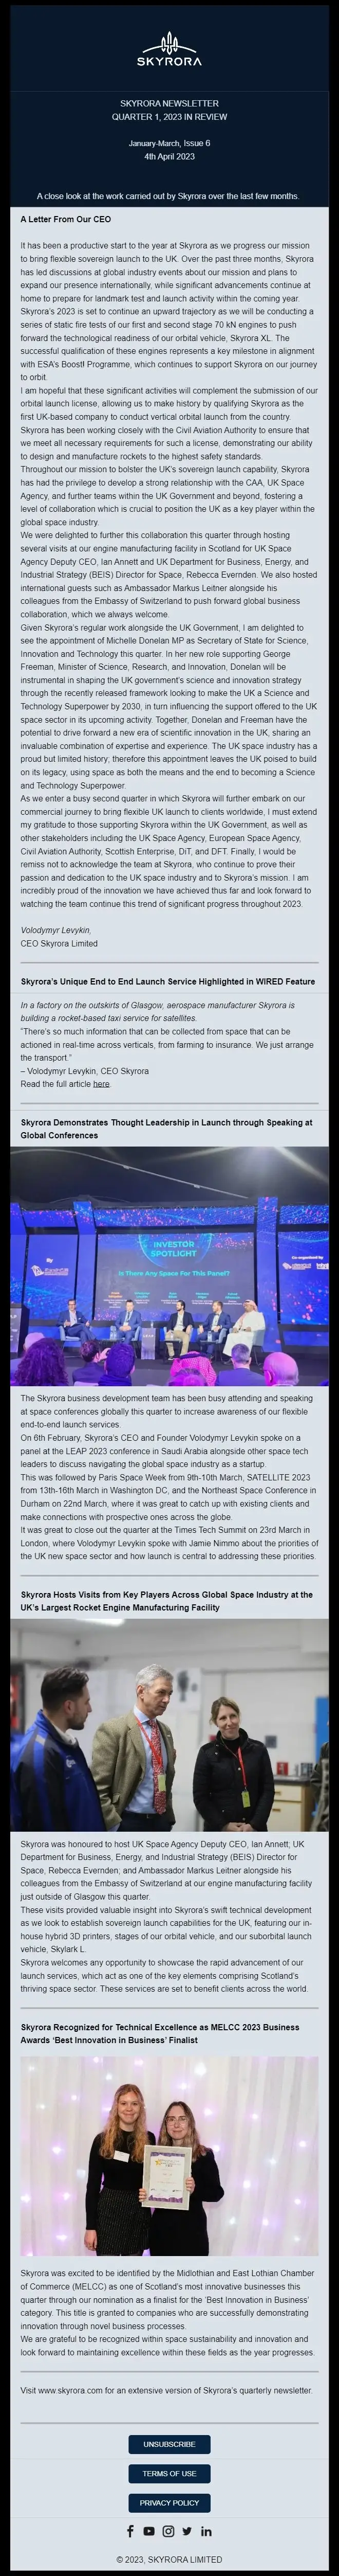 SKYRORA
SKYRORA NEWSLETTER
QUARTER 1, 2023 IN REVIEW
January-March, Issue 6
4th April 2023
A close look at the work carried out by Skyrora over the last few months.
A Letter From Our CEO
It has been a productive start to the year at Skyrora as we progress our mission
to bring flexible sovereign launch to the UK. Over the past three months, Skyrora
has led discussions at global industry events about our mission and plans to
expand our presence internationally, while significant advancements continue at
home to prepare for landmark test and launch activity within the coming year.
Skyrora's 2023 is set to continue an upward trajectory as we will be conducting a
series of static fire tests of our first and second stage 70 kN engines to push
forward the technological readiness of our orbital vehicle, Skyrora XL. The
successful qualification of these engines represents a key milestone in alignment
with ESA's Boost! Programme, which continues to support Skyrora on our journey
to orbit.
I am hopeful that these significant activities will complement the submission of our
orbital launch license, allowing us to make history by qualifying Skyrora as the
first UK-based company to conduct vertical orbital launch from the country.
Skyrora has been working closely with the Civil Aviation Authority to ensure that
we meet all necessary requirements for such a license, demonstrating our ability
to design and manufacture rockets to the highest safety standards.
Throughout our mission to bolster the UK's sovereign launch capability, Skyrora
has had the privilege to develop a strong relationship with the CAA, UK Space
Agency, and further teams within the UK Government and beyond, fostering a
level of collaboration which is crucial to position the UK as a key player within the
global space industry.
We were delighted to further this collaboration this quarter through hosting
several visits at our engine manufacturing facility in Scotland for UK Space
Agency Deputy CEO, Ian Annett and UK Department for Business, Energy, and
Industrial Strategy (BEIS) Director for Space, Rebecca Evernden. We also hosted
international guests such as Ambassador Markus Leitner alongside his
colleagues from the Embassy of Switzerland to push forward global business
collaboration, which we always welcome.
Given Skyrora's regular work alongside the UK Government, I am delighted to
see the appointment of Michelle Donelan MP as Secretary of State for Science,
Innovation and Technology this quarter. In her new role supporting George
Freeman, Minister of Science, Research, and Innovation, Donelan will be
instrumental in shaping the UK government's science and innovation strategy
through the recently released framework looking to make the UK a Science and
Technology Superpower by 2030, in turn influencing the support offered to the UK
space sector in its upcoming activity. Together, Donelan and Freeman have the
potential to drive forward a new era of scientific innovation in the UK, sharing an
invaluable combination of expertise and experience. The UK space industry has a
proud but limited history; therefore this appointment leaves the UK poised to build
on its legacy, using space as both the means and the end to becoming a Science
and Technology Superpower.
As we enter a busy second quarter in which Skyrora will further embark on our
commercial journey to bring flexible UK launch to clients worldwide, I must extend
my gratitude to those supporting Skyrora within the UK Government, as well as
other stakeholders including the UK Space Agency, European Space Agency,
Civil Aviation Authority, Scottish Enterprise, DiT, and DFT. Finally, I would be
remiss not to acknowledge the team at Skyrora, who continue to prove their
passion and dedication to the UK space industry and to Skyrora's mission. I am
incredibly proud of the innovation we have achieved thus far and look forward to
watching the team continue this trend of significant progress throughout 2023.
Volodymyr Levykin,
CEO Skyrora Limited
Skyrora's Unique End to End Launch Service Highlighted in WIRED Feature
In a factory on the outskirts of Glasgow, aerospace manufacturer Skyrora is
building a rocket-based taxi service for satellites.
"There's so much information that can be collected from space that can be
actioned in real-time across verticals, from farming to insurance. We just arrange
the transport."
– Volodymyr Levykin, CEO Skyrora
Read the full article here.
Skyrora Demonstrates Thought Leadership in Launch through Speaking at
Global Conferences
INVESTOR
SPOTLIGHT
Is There Any Space For This Panel?
Co-organised by
The Skyrora business development team has been busy attending and speaking
at space conferences globally this quarter to increase awareness of our flexible
end-to-end launch services.
On 6th February, Skyrora's CEO and Founder Volodymyr Levykin spoke on a
panel at the LEAP 2023 conference in Saudi Arabia alongside other space tech
leaders to discuss navigating the global space industry as a startup.
This was followed by Paris Space Week from 9th-10th March, SATELLITE 2023
from 13th-16th March in Washington DC, and the Northeast Space Conference in
Durham on 22nd March, where it was great to catch up with existing clients and
make connections with prospective ones across the globe.
It was great to close out the quarter at the Times Tech Summit on 23rd March in
London, where Volodymyr Levykin spoke with Jamie Nimmo about the priorities of
the UK new space sector and how launch is central to addressing these priorities.
Skyrora Hosts Visits from Key Players Across Global Space Industry at the
UK's Largest Rocket Engine Manufacturing Facility
Skyrora was honoured to host UK Space Agency Deputy CEO, Ian Annett; UK
Department for Business, Energy, and Industrial Strategy (BEIS) Director for
Space, Rebecca Evernden; and Ambassador Markus Leitner alongside his
colleagues from the Embassy of Switzerland at our engine manufacturing facility
just outside of Glasgow this quarter.
These visits provided valuable insight into Skyrora's swift technical development
as we look to establish sovereign launch capabilities for the UK, featuring our in-
house hybrid 3D printers, stages of our orbital vehicle, and our suborbital launch
vehicle, Skylark L.
Skyrora welcomes any opportunity to showcase the rapid advancement of our
launch services, which act as one of the key elements comprising Scotland's
thriving space sector. These services are set to benefit clients across the world.
Skyrora Recognized for Technical Excellence as MELCC 2023 Business
Awards 'Best Innovation in Business' Finalist
Skyrora was excited to be identified by the Midlothian and East Lothian Chamber
of Commerce (MELCC) as one of Scotland's most innovative businesses this
quarter through our nomination as a finalist for the 'Best Innovation in Business'
category. This title is granted to companies who are successfully demonstrating
innovation through novel business processes.
We are grateful to be recognized within space sustainability and innovation and
look forward to maintaining excellence within these fields as the year progresses.
Visit www.skyrora.com for an extensive version of Skyrora's quarterly newsletter.
UNSUBSCRIBE
TERMS OF USE
PRIVACY POLICY
© 2023, SKYRORA LIMITED